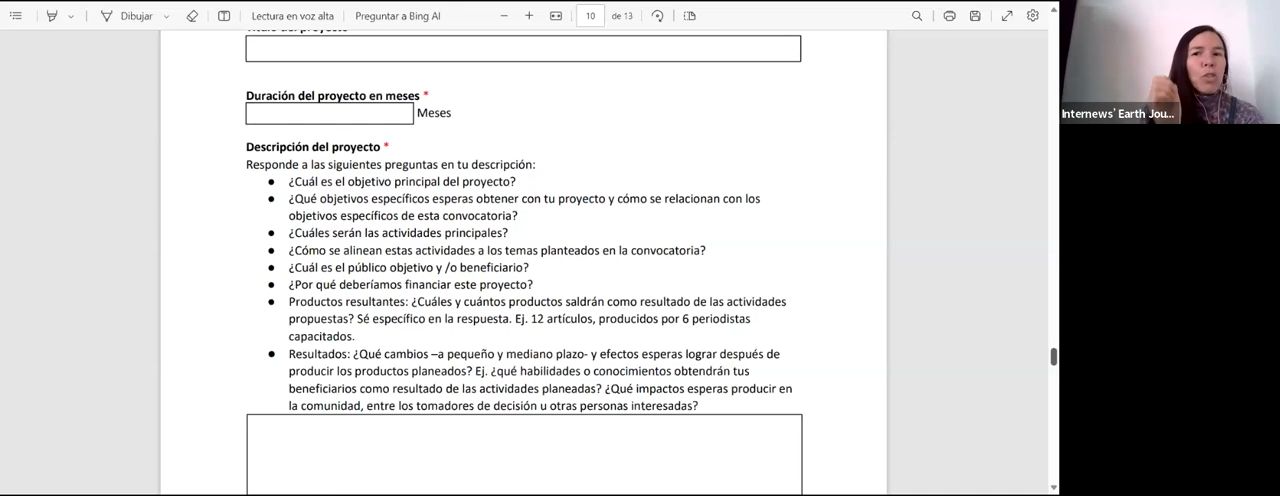 Dibujar
Lectura en voz alta
Preguntar a Bing AI
10
de 13
Título del proyecto
Duración del proyecto en meses *
Meses
Descripción del proyecto *
Responde a las siguientes preguntas en tu descripción:
● ¿Cuál es el objetivo principal del proyecto?
● ¿Qué objetivos específicos esperas obtener con tu proyecto y cómo se relacionan con los
objetivos específicos de esta convocatoria?
● ¿Cuáles serán las actividades principales?
● ¿Cómo se alinean estas actividades a los temas planteados en la convocatoria?
● ¿Cuál es el público objetivo y /o beneficiario?
● ¿Por qué deberíamos financiar este proyecto?
● Productos resultantes: ¿Cuáles y cuántos productos saldrán como resultado de las actividades
propuestas? Sé específico en la respuesta. Ej. 12 artículos, producidos por 6 periodistas
capacitados.
● Resultados: ¿Qué cambios –a pequeño y mediano plazo- y efectos esperas lograr después de
producir los productos planeados? Ej. ¿qué habilidades o conocimientos obtendrán tus
beneficiarios como resultado de las actividades planeadas? ¿Qué impactos esperas producir en
la comunidad, entre los tomadores de decisión u otras personas interesadas?
Internews' Earth Jou...